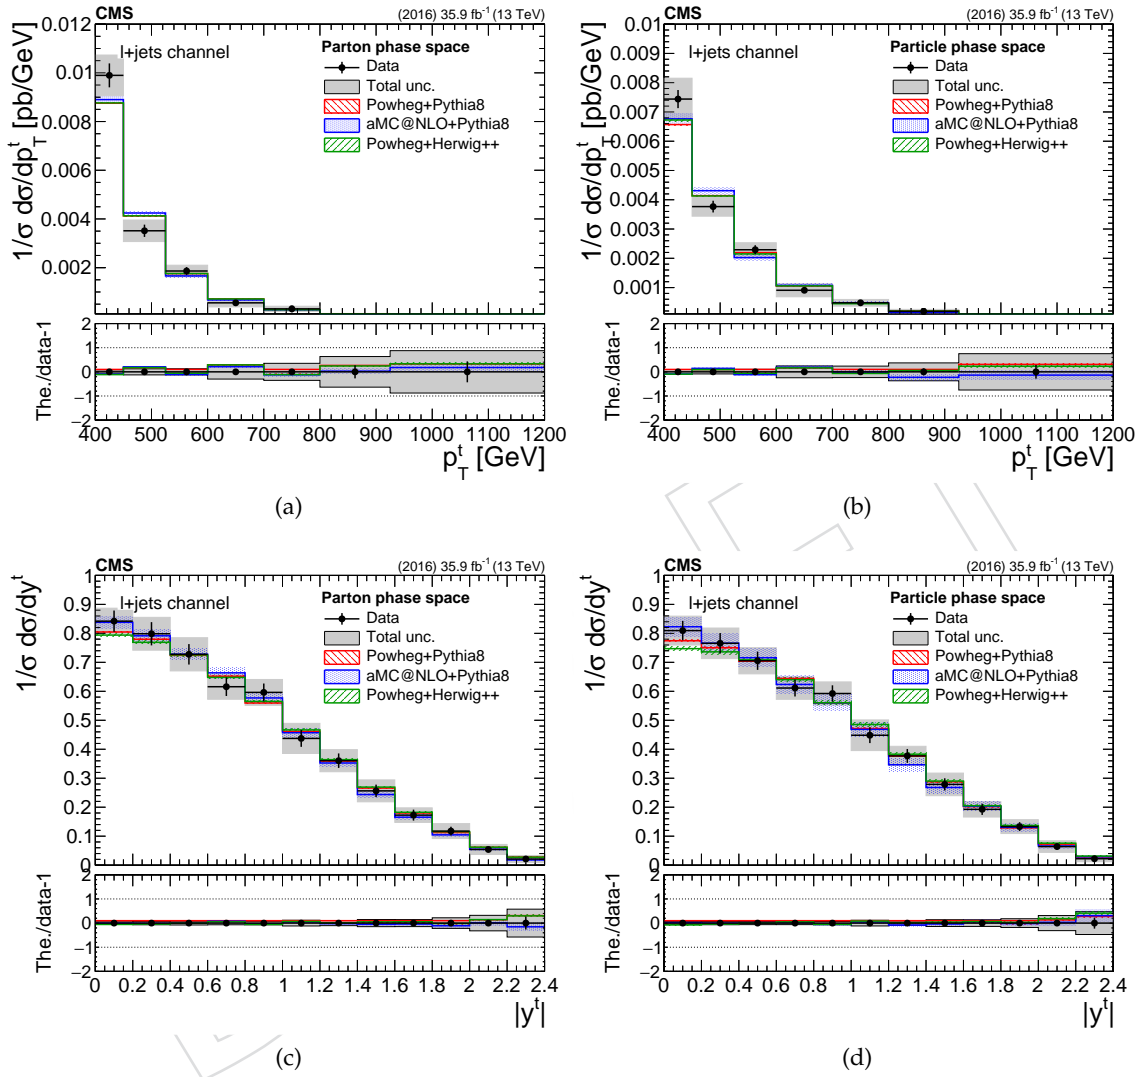 CMS (2016) 35.9 fb⁻¹ (13 TeV)
1/σ dσ/dp_T^t [pb/GeV]
0.012
0.01
0.008
0.006
0.004
0.002
l+jets channel
Parton phase space
Data
Total unc.
Powheg+Pythia8
aMC@NLO+Pythia8
Powheg+Herwig++
The./data-1
2
1
0
−1
−2
400 500 600 700 800 900 1000 1100 1200
p_T^t [GeV]
(a)
CMS (2016) 35.9 fb⁻¹ (13 TeV)
1/σ dσ/dp_T^t [pb/GeV]
0.01
0.009
0.008
0.007
0.006
0.005
0.004
0.003
0.002
0.001
l+jets channel
Particle phase space
Data
Total unc.
Powheg+Pythia8
aMC@NLO+Pythia8
Powheg+Herwig++
The./data-1
2
1
0
−1
−2
400 500 600 700 800 900 1000 1100 1200
p_T^t [GeV]
(b)
CMS (2016) 35.9 fb⁻¹ (13 TeV)
1/σ dσ/dy^t
1
0.9
0.8
0.7
0.6
0.5
0.4
0.3
0.2
0.1
0
l+jets channel
Parton phase space
Data
Total unc.
Powheg+Pythia8
aMC@NLO+Pythia8
Powheg+Herwig++
The./data-1
2
1
0
−1
−2
0 0.2 0.4 0.6 0.8 1 1.2 1.4 1.6 1.8 2 2.2 2.4
|y^t|
(c)
CMS (2016) 35.9 fb⁻¹ (13 TeV)
1/σ dσ/dy^t
1
0.9
0.8
0.7
0.6
0.5
0.4
0.3
0.2
0.1
0
l+jets channel
Particle phase space
Data
Total unc.
Powheg+Pythia8
aMC@NLO+Pythia8
Powheg+Herwig++
The./data-1
2
1
0
−1
−2
0 0.2 0.4 0.6 0.8 1 1.2 1.4 1.6 1.8 2 2.2 2.4
|y^t|
(d)